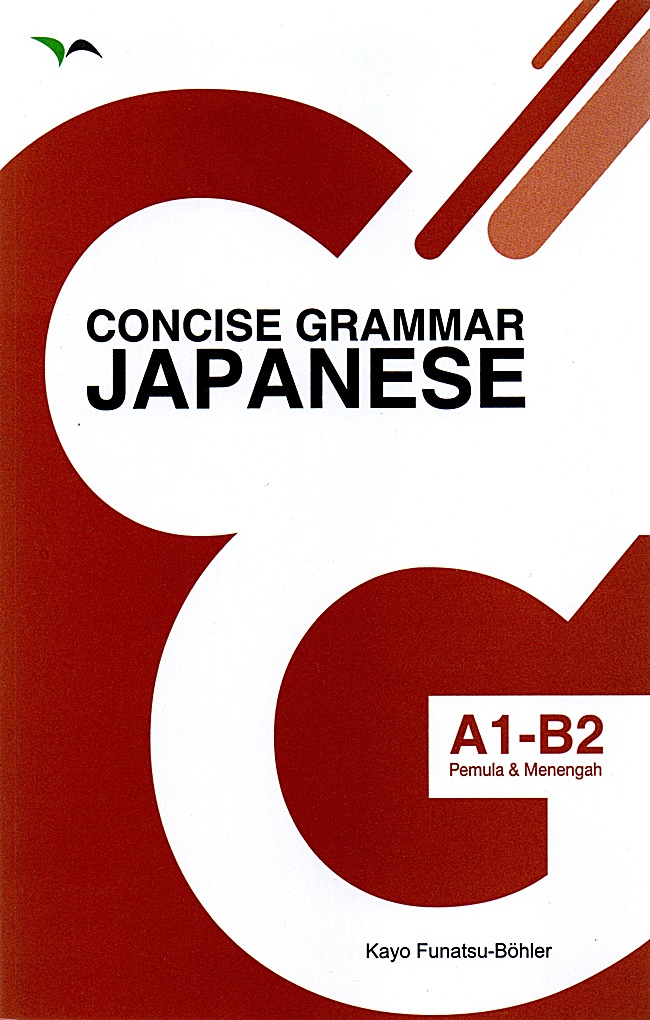 CONCISE GRAMMAR
JAPANESE
A1-B2
Pemula & Menengah
Kayo Funatsu-Böhler